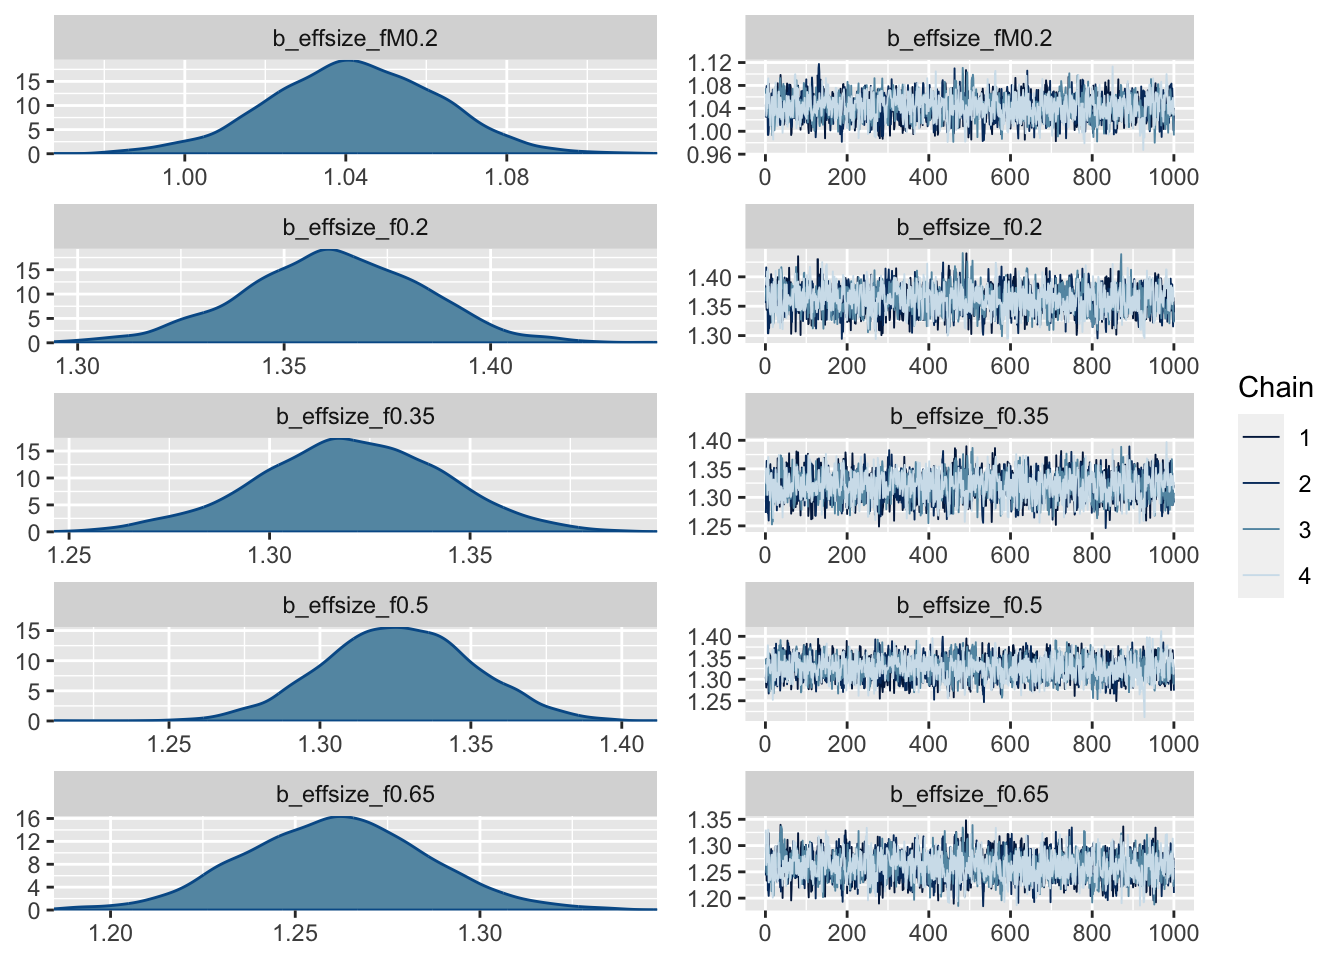 b_effsize_fM0.2
15
10
5
0
1.00 1.04 1.08
b_effsize_fM0.2
1.12
1.08
1.04
1.00
0.96
0 200 400 600 800 1000
b_effsize_f0.2
15
10
5
0
1.30 1.35 1.40
b_effsize_f0.2
1.40
1.35
1.30
0 200 400 600 800 1000
b_effsize_f0.35
15
10
5
0
1.25 1.30 1.35
b_effsize_f0.35
1.40
1.35
1.30
1.25
0 200 400 600 800 1000
b_effsize_f0.5
15
10
5
0
1.25 1.30 1.35 1.40
b_effsize_f0.5
1.40
1.35
1.30
1.25
0 200 400 600 800 1000
b_effsize_f0.65
16
12
8
4
0
1.20 1.25 1.30
b_effsize_f0.65
1.35
1.30
1.25
1.20
0 200 400 600 800 1000
Chain
1
2
3
4